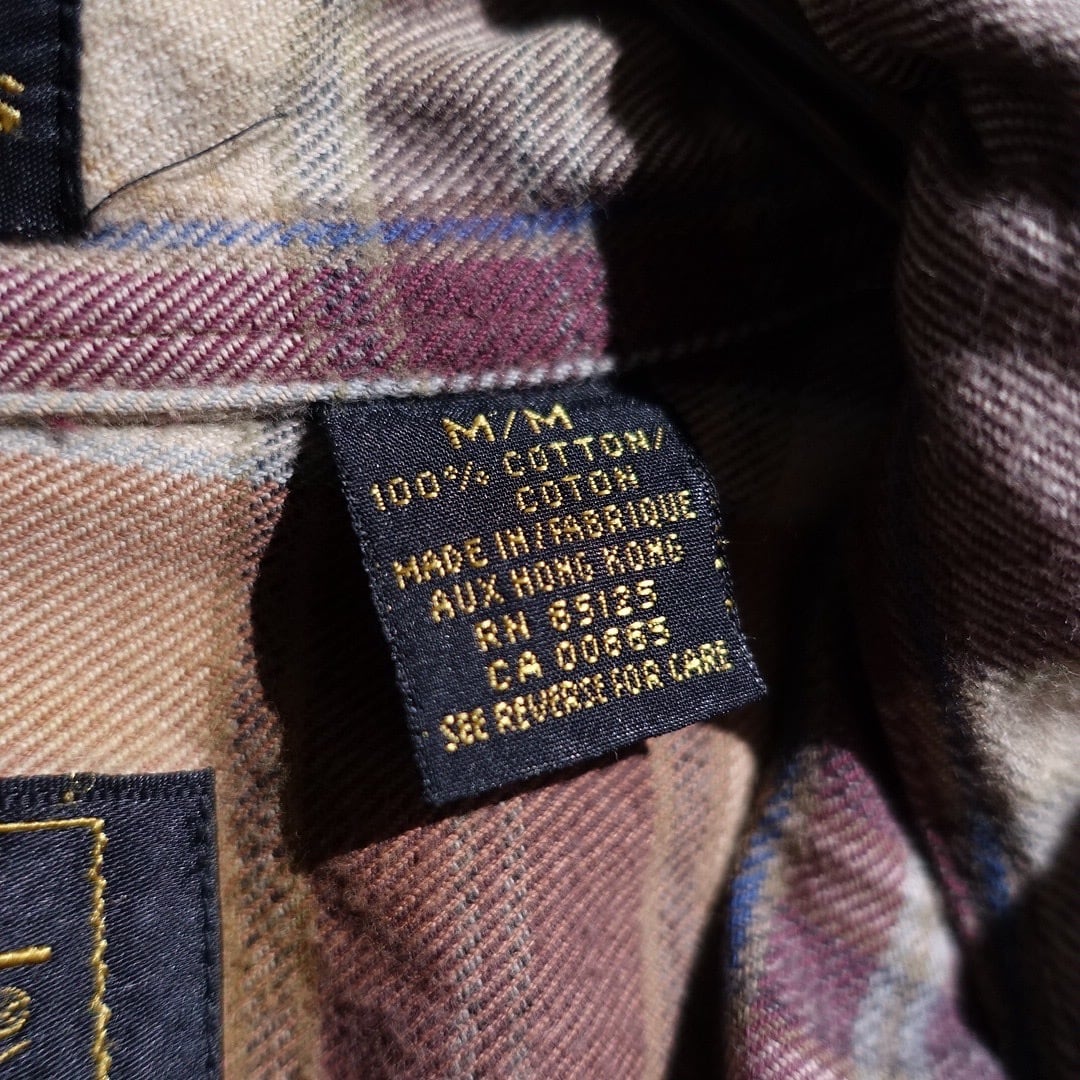 M/M
100% COTTON/
COTON
MADE IN/FABRIQUE
AUX HONG KONG
RN 65125
CA 00665
SEE REVERSE FOR CARE